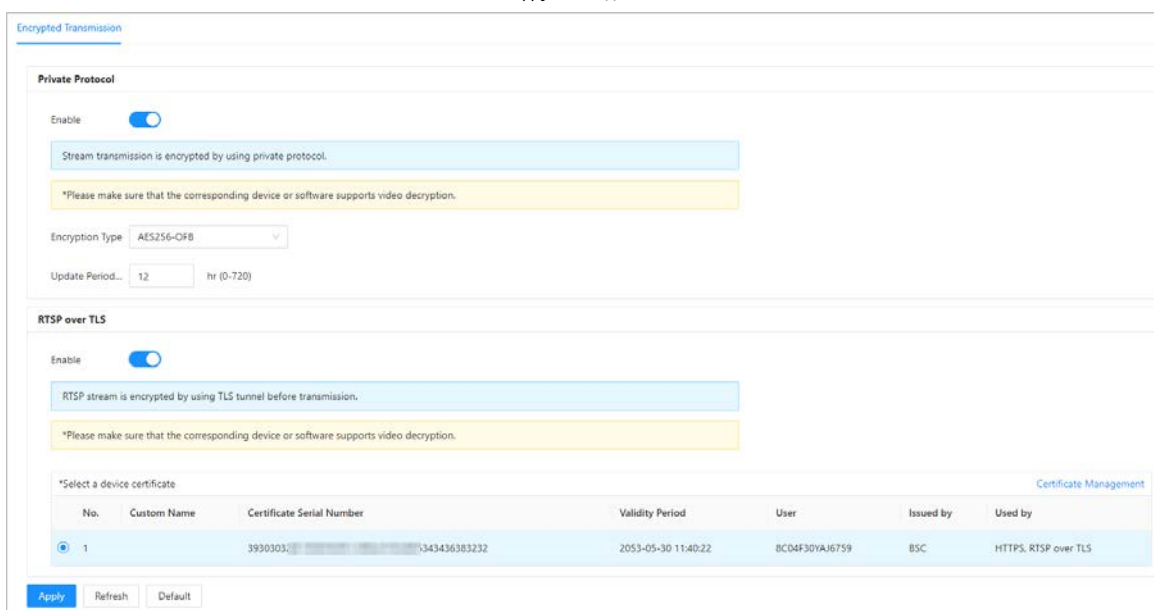 Encrypted Transmission
Private Protocol
Enable
Stream transmission is encrypted by using private protocol.
*Please make sure that the corresponding device or software supports video decryption.
Encryption Type AES256-OFB
Update Period... 12 hr (0-720)
RTSP over TLS
Enable
RTSP stream is encrypted by using TLS tunnel before transmission.
*Please make sure that the corresponding device or software supports video decryption.
*Select a device certificate Certificate Management
No. Custom Name Certificate Serial Number Validity Period User Issued by Used by
1 2053-05-30 11:40:22 8C04F30YAJ6759 BSC HTTPS, RTSP over TLS
Apply Refresh Default